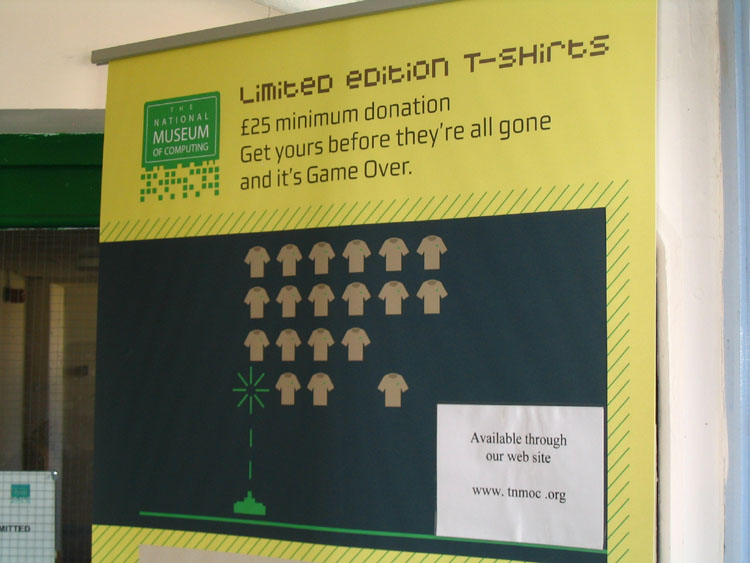 Limited edition T-shirts
£25 minimum donation
Get yours before they're all gone
and it's Game Over.
THE
NATIONAL
MUSEUM
OF COMPUTING
Available through
our web site
www. tnmoc .org
MITTED